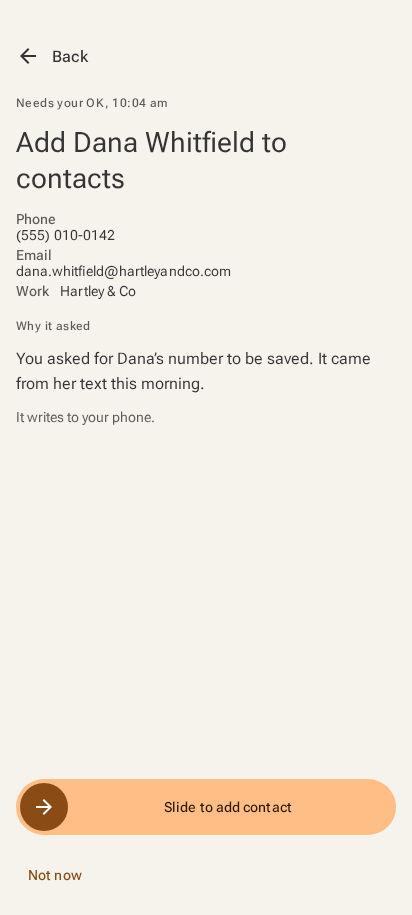 Back
Needs your OK, 10:04 am
Add Dana Whitfield to
contacts
Phone
(555) 010-0142
Email
dana.whitfield@hartleyandco.com
Work Hartley & Co
Why it asked
You asked for Dana’s number to be saved. It came
from her text this morning.
It writes to your phone.
Slide to add contact
Not now